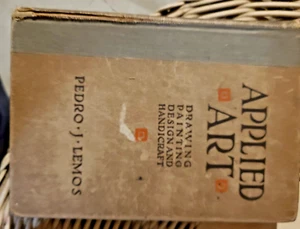 APPLIED
ART
DRAWING
PAINTING
DESIGN AND
HANDICRAFT
PEDRO · J · LEMOS